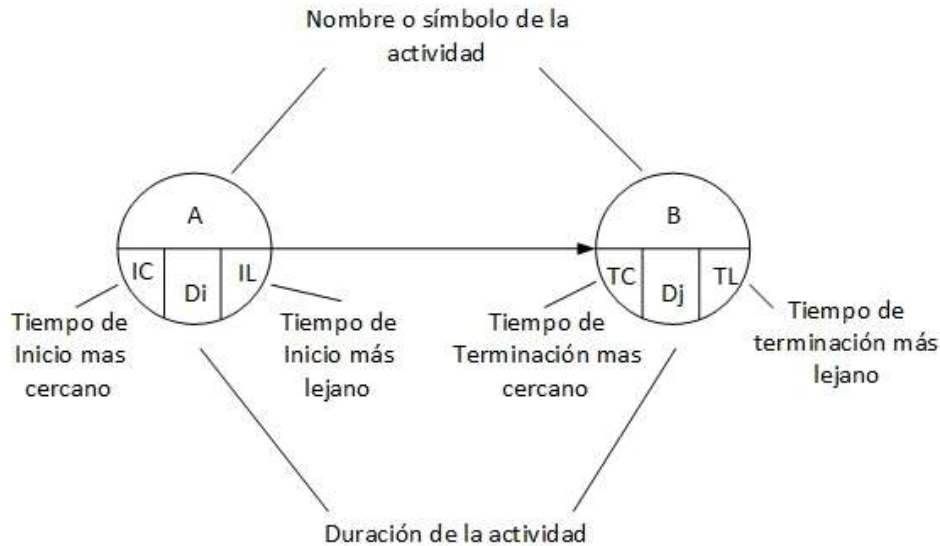 Nombre o símbolo de la
actividad
A
B
IC
Di
IL
TC
Dj
TL
Tiempo de
Inicio mas
cercano
Tiempo de
Inicio más
lejano
Tiempo de
Terminación mas
cercano
Tiempo de
terminación más
lejano
Duración de la actividad